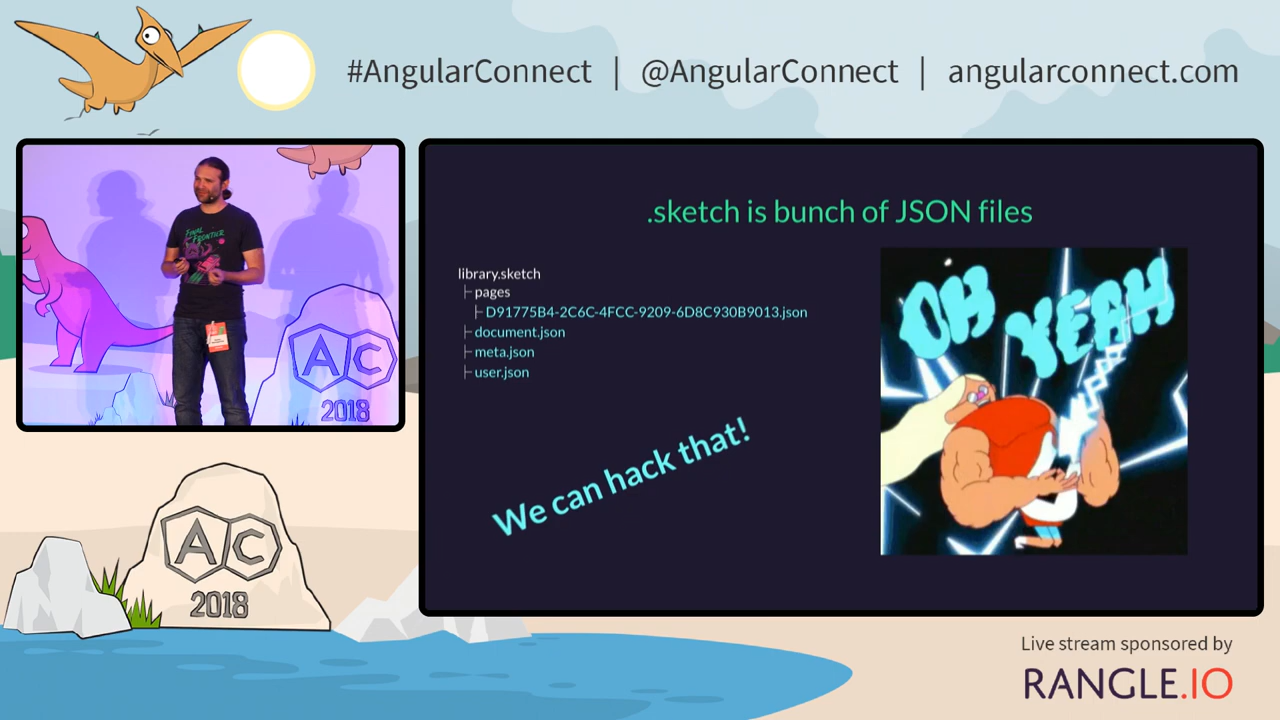 #AngularConnect | @AngularConnect | angularconnect.com
FINAL FRONTIER
AC
2018
.sketch is bunch of JSON files
library.sketch
pages
D91775B4-2C6C-4FCC-9209-6D8C930B9013.json
document.json
meta.json
user.json
We can hack that!
OH YEAH
AC
2018
Live stream sponsored by
RANGLE.IO